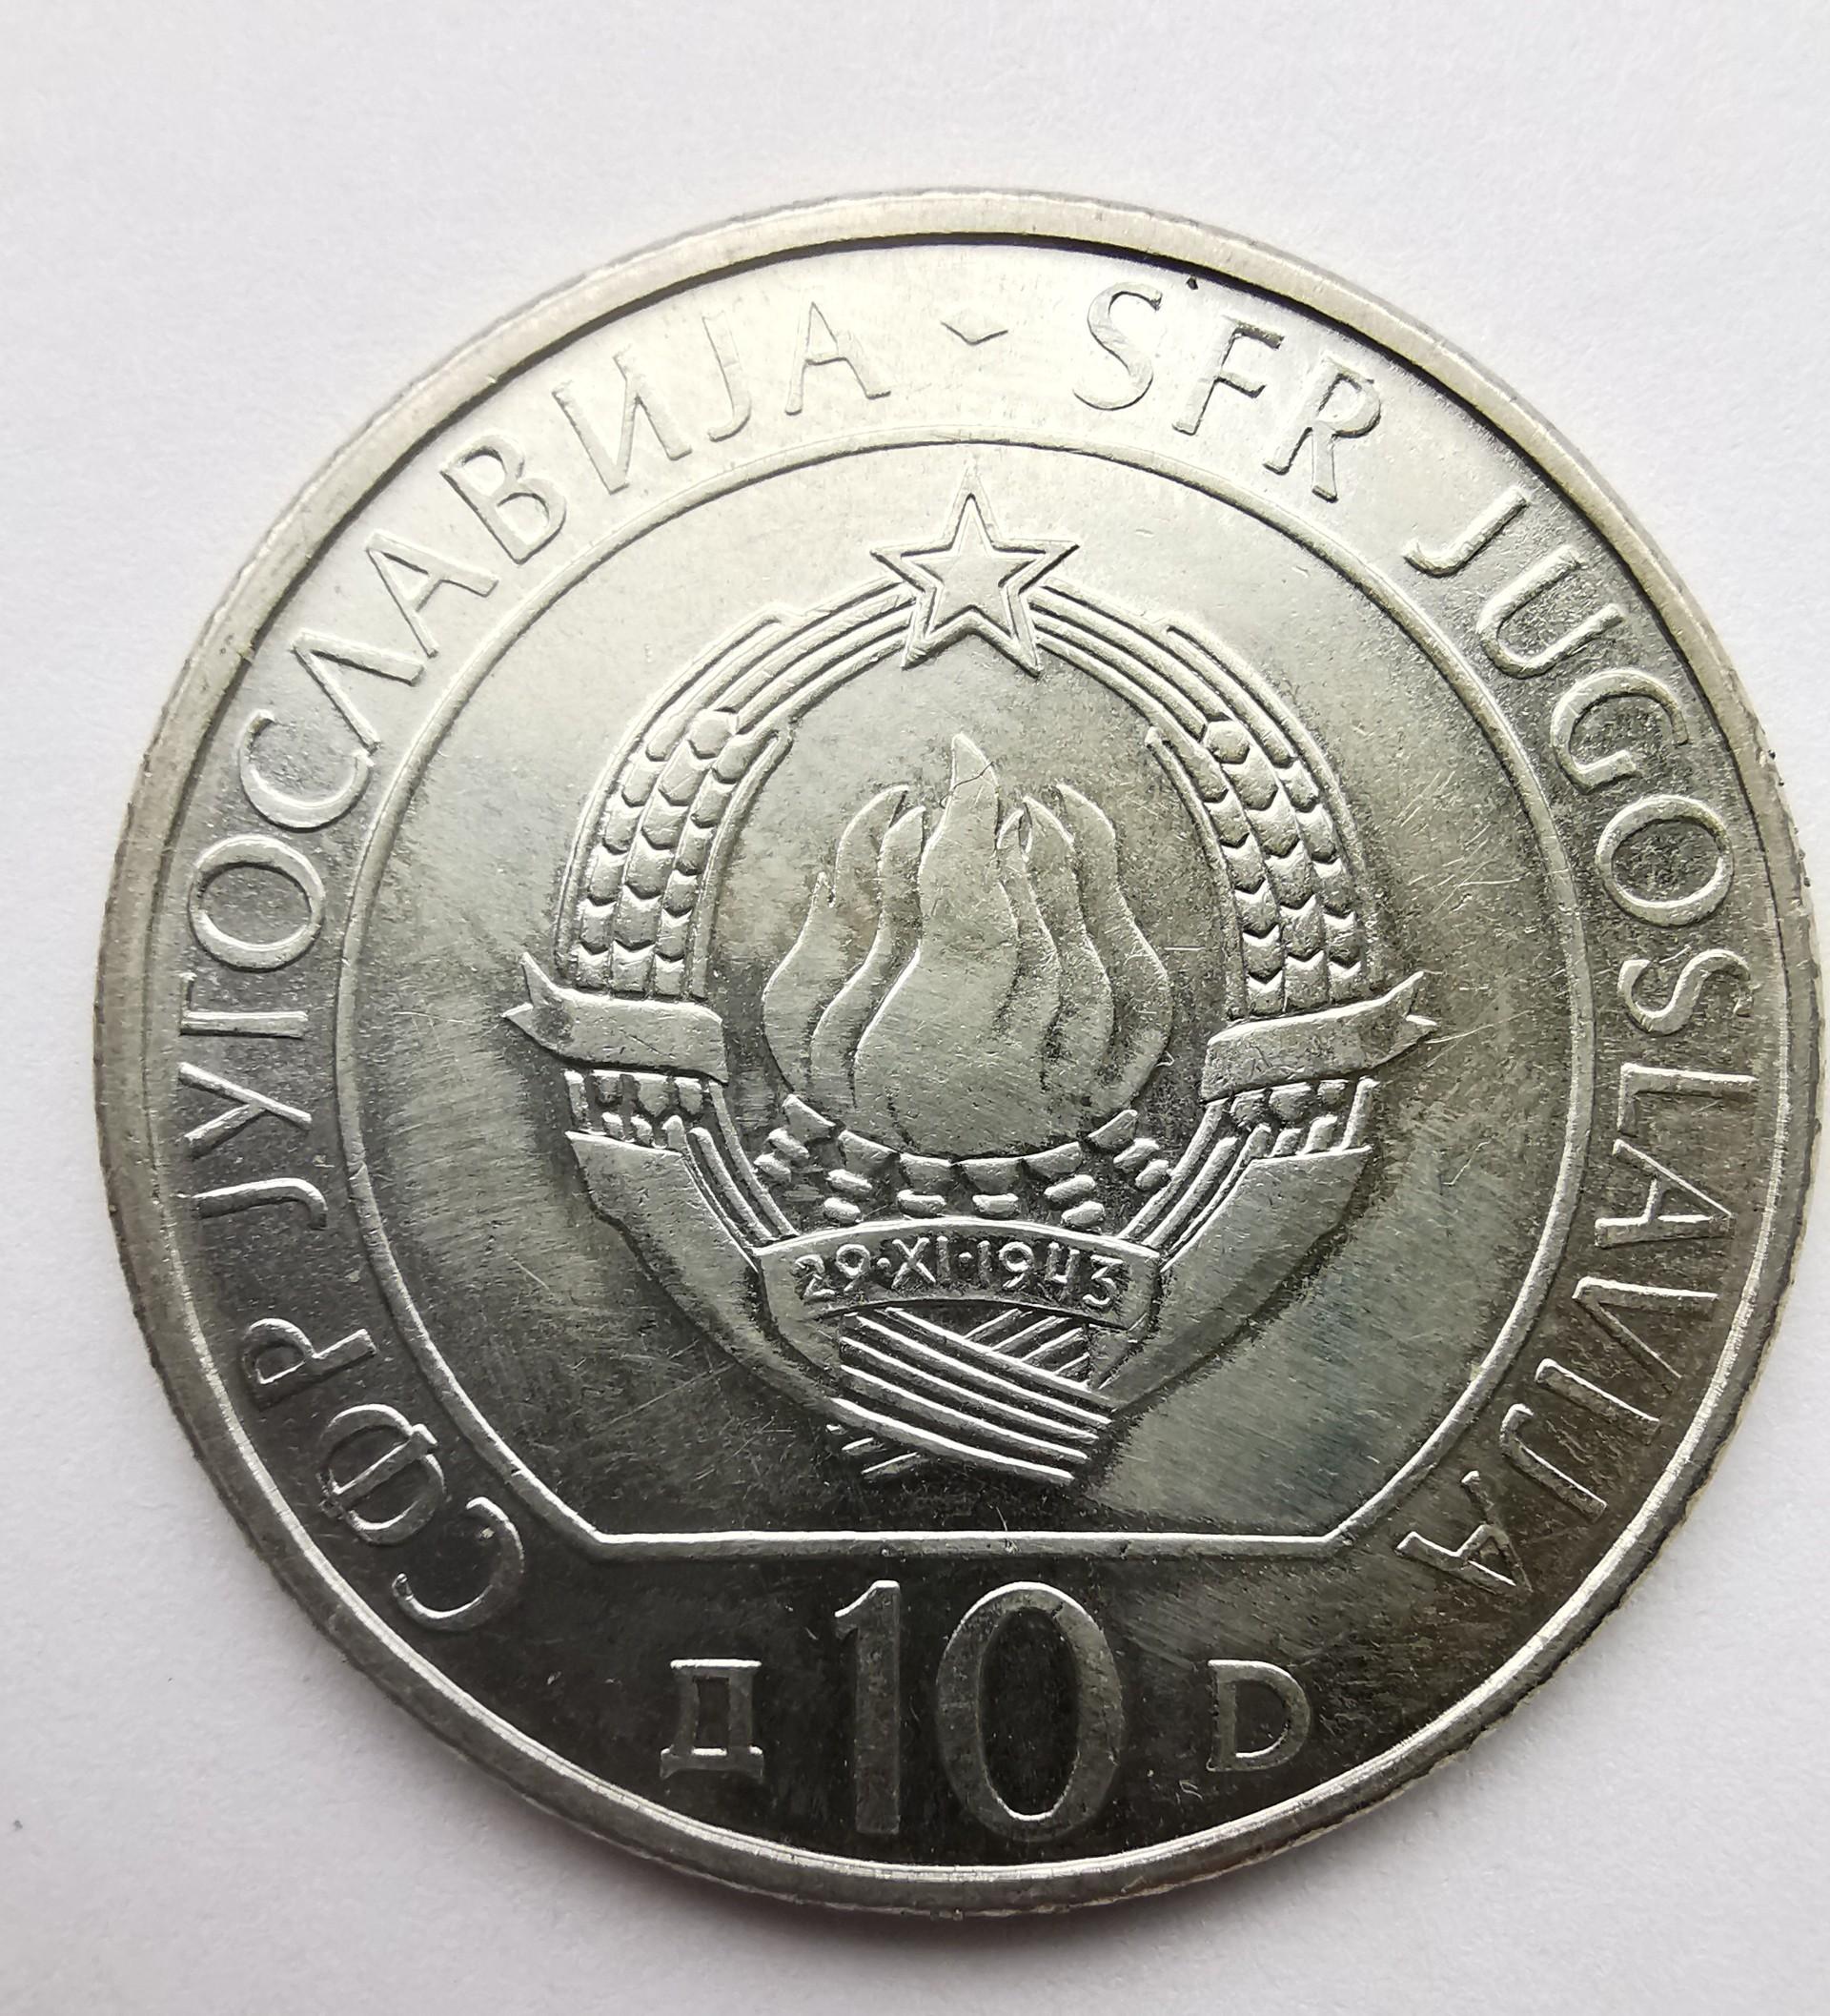 СФР ЈУГОСЛАВИЈА - SFR JUGOSLAVIJA
29·XI·1943
Д 10 D